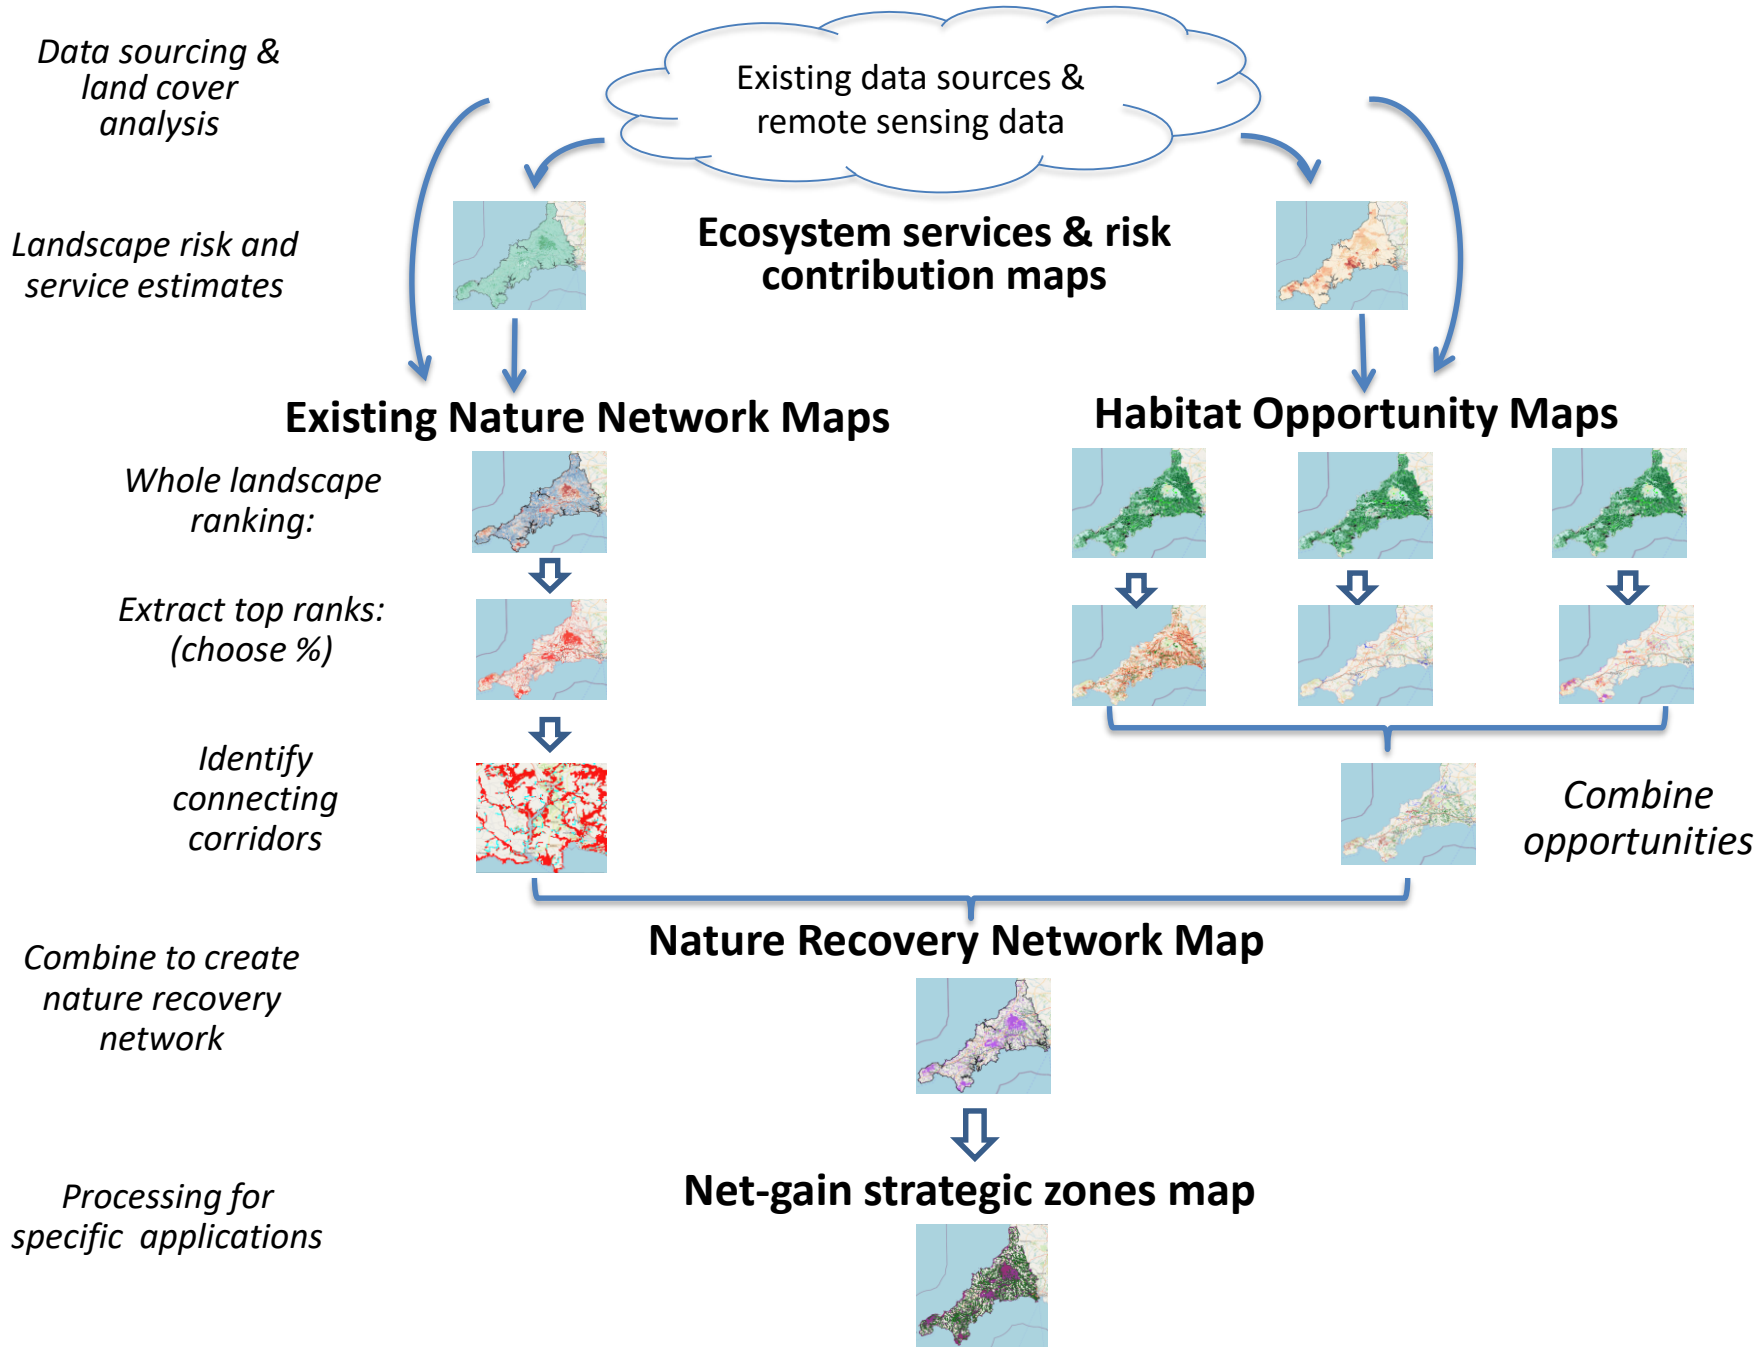 Data sourcing &
land cover
analysis
Existing data sources &
remote sensing data
Landscape risk and
service estimates
Ecosystem services & risk
contribution maps
Existing Nature Network Maps
Habitat Opportunity Maps
Whole landscape
ranking:
Extract top ranks:
(choose %)
Identify
connecting
corridors
Combine
opportunities
Combine to create
nature recovery
network
Nature Recovery Network Map
Processing for
specific  applications
Net-gain strategic zones map